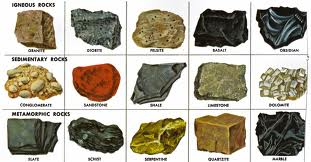 IGNEOUS ROCKS
GRANITE DIORITE FELSITE BASALT OBSIDIAN
SEDIMENTARY ROCKS
CONGLOMERATE SANDSTONE SHALE LIMESTONE DOLOMITE
METAMORPHIC ROCKS
SLATE SCHIST SERPENTINE QUARTZITE MARBLE